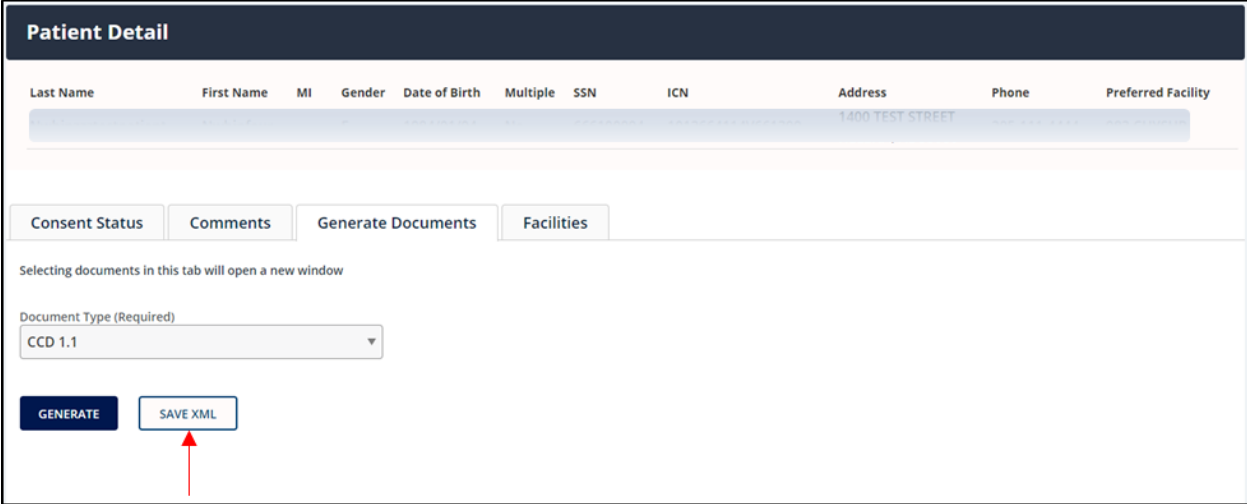 Patient Detail
Last Name First Name MI Gender Date of Birth Multiple SSN ICN Address Phone Preferred Facility
1400 TEST STREET
Consent Status Comments Generate Documents Facilities
Selecting documents in this tab will open a new window
Document Type (Required)
CCD 1.1
GENERATE SAVE XML